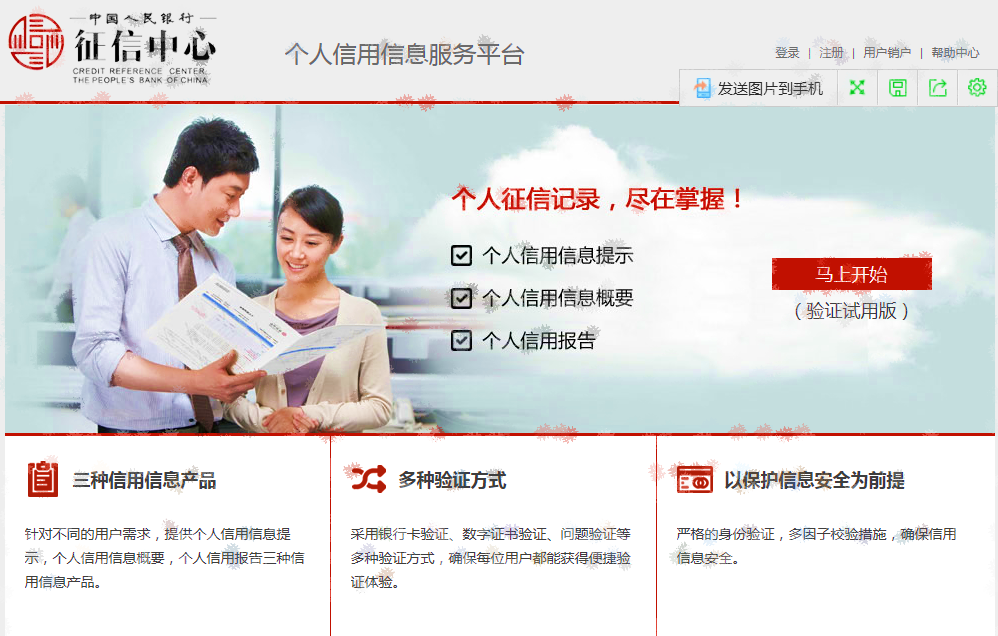 中国人民银行
征信中心
CREDIT REFERENCE CENTER,
THE PEOPLE'S BANK OF CHINA
个人信用信息服务平台
登录 | 注册 | 用户销户 | 帮助中心
发送图片到手机
个人征信记录，尽在掌握！
个人信用信息提示
个人信用信息概要
个人信用报告
马上开始
（验证试用版）
三种信用信息产品
针对不同的用户需求，提供个人信用信息提
示，个人信用信息概要，个人信用报告三种信
用信息产品。
多种验证方式
采用银行卡验证、数字证书验证、问题验证等
多种验证方式，确保每位用户都能获得便捷验
证体验。
以保护信息安全为前提
严格的身份验证，多因子校验措施，确保信用
信息安全。